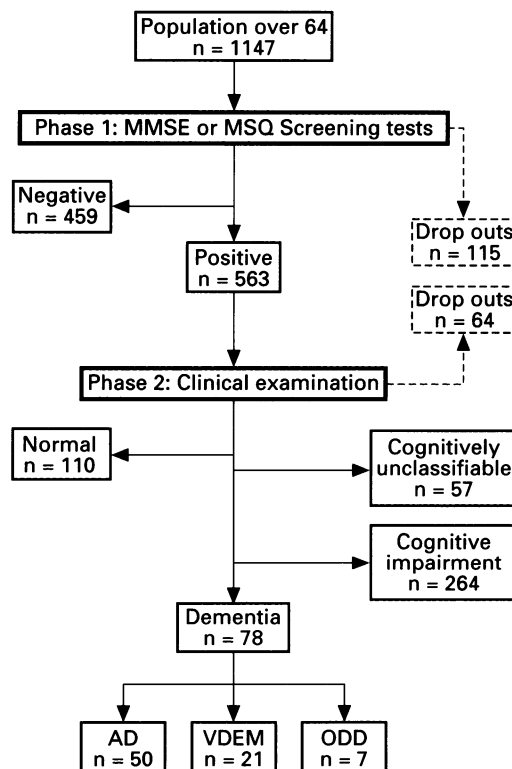 Population over 64
n = 1147
Phase 1: MMSE or MSQ Screening tests
Negative
n = 459
Drop outs
n = 115
Positive
n = 563
Drop outs
n = 64
Phase 2: Clinical examination
Normal
n = 110
Cognitively
unclassifiable
n = 57
Cognitive
impairment
n = 264
Dementia
n = 78
AD
n = 50
VDEM
n = 21
ODD
n = 7